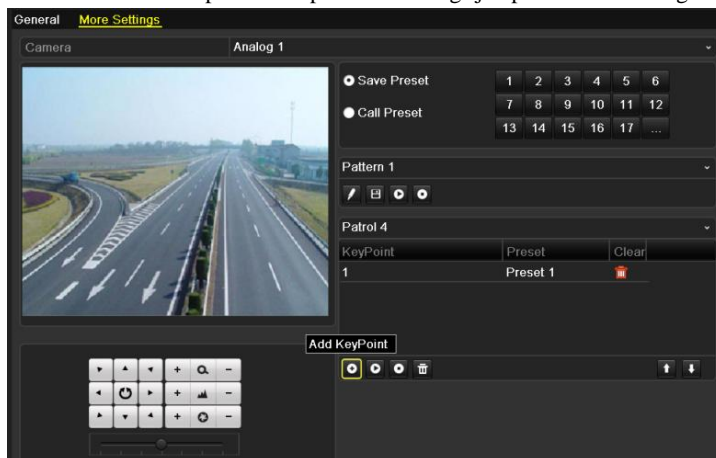 General More Settings
Camera Analog 1
Save Preset 1 2 3 4 5 6
Call Preset 7 8 9 10 11 12
13 14 15 16 17 ...
Pattern 1
Patrol 4
KeyPoint Preset Clear
1 Preset 1
Add KeyPoint